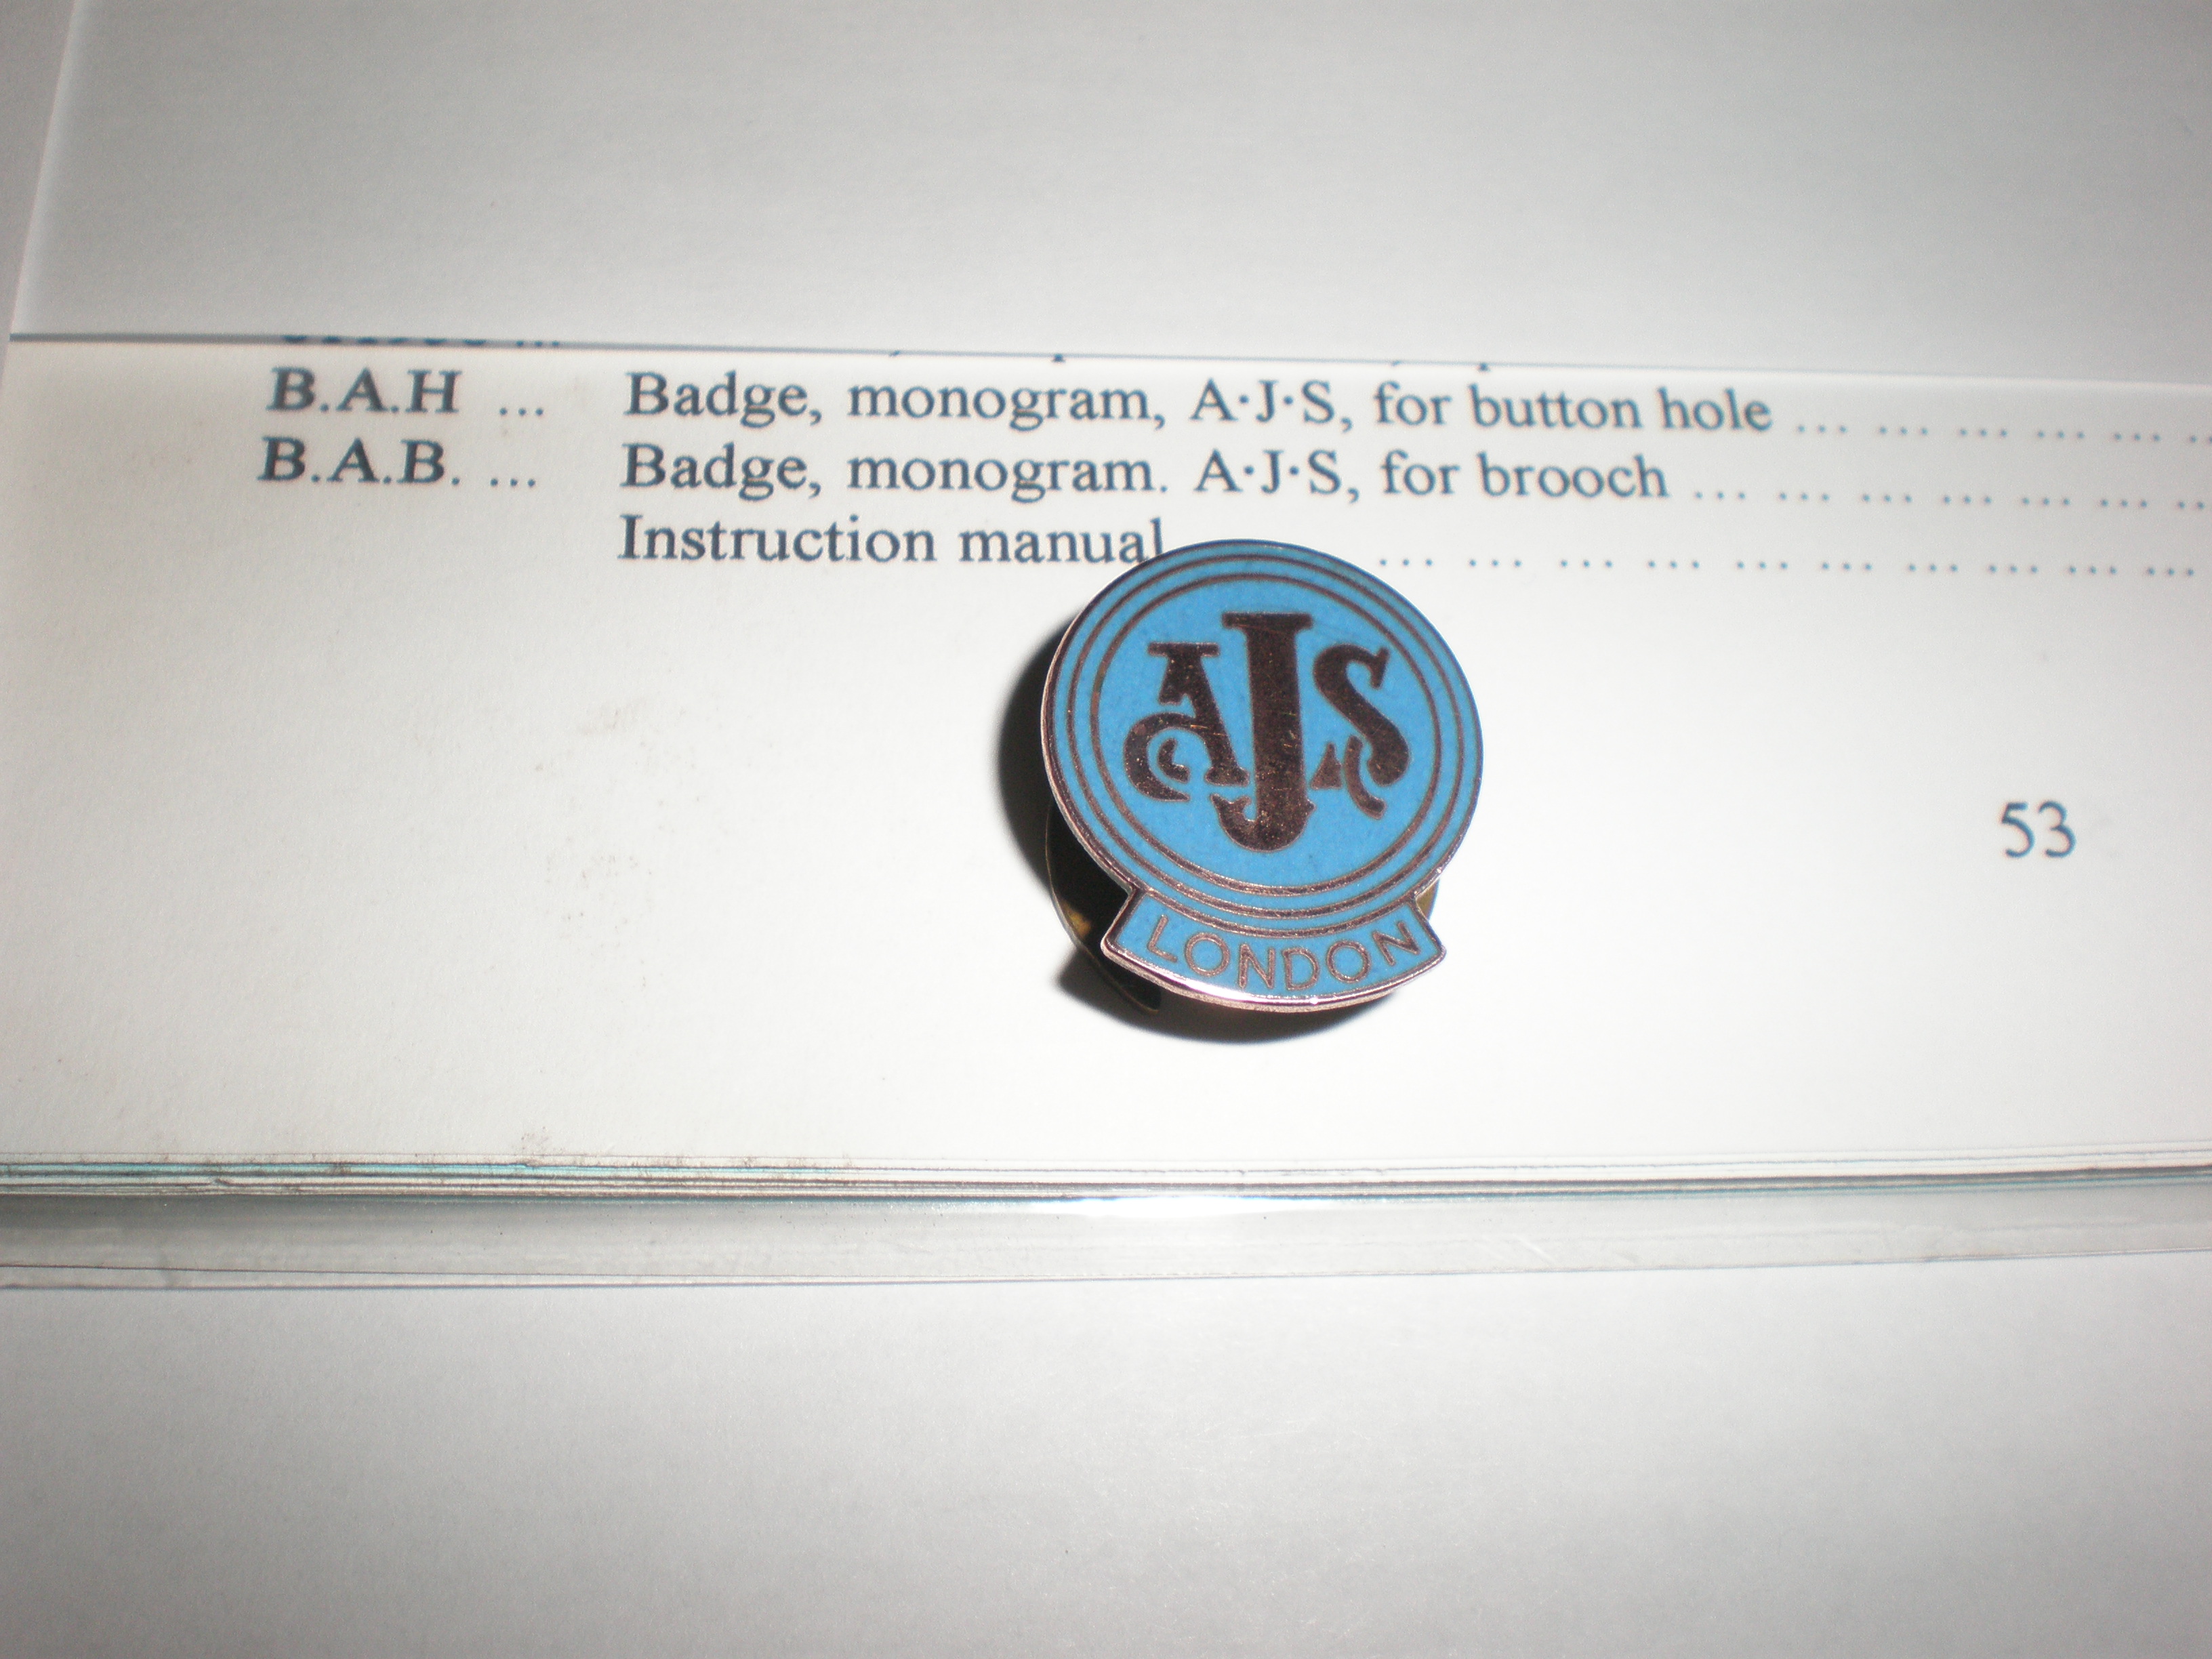 B.A.H ... Badge, monogram, A·J·S, for button hole ... ... ... ... ... ..
B.A.B. ... Badge, monogram. A·J·S, for brooch ... ... ... ... ... ... ..
Instruction manual ... ... ... ... ... ... ... ... ... ...
AJS
LONDON
53